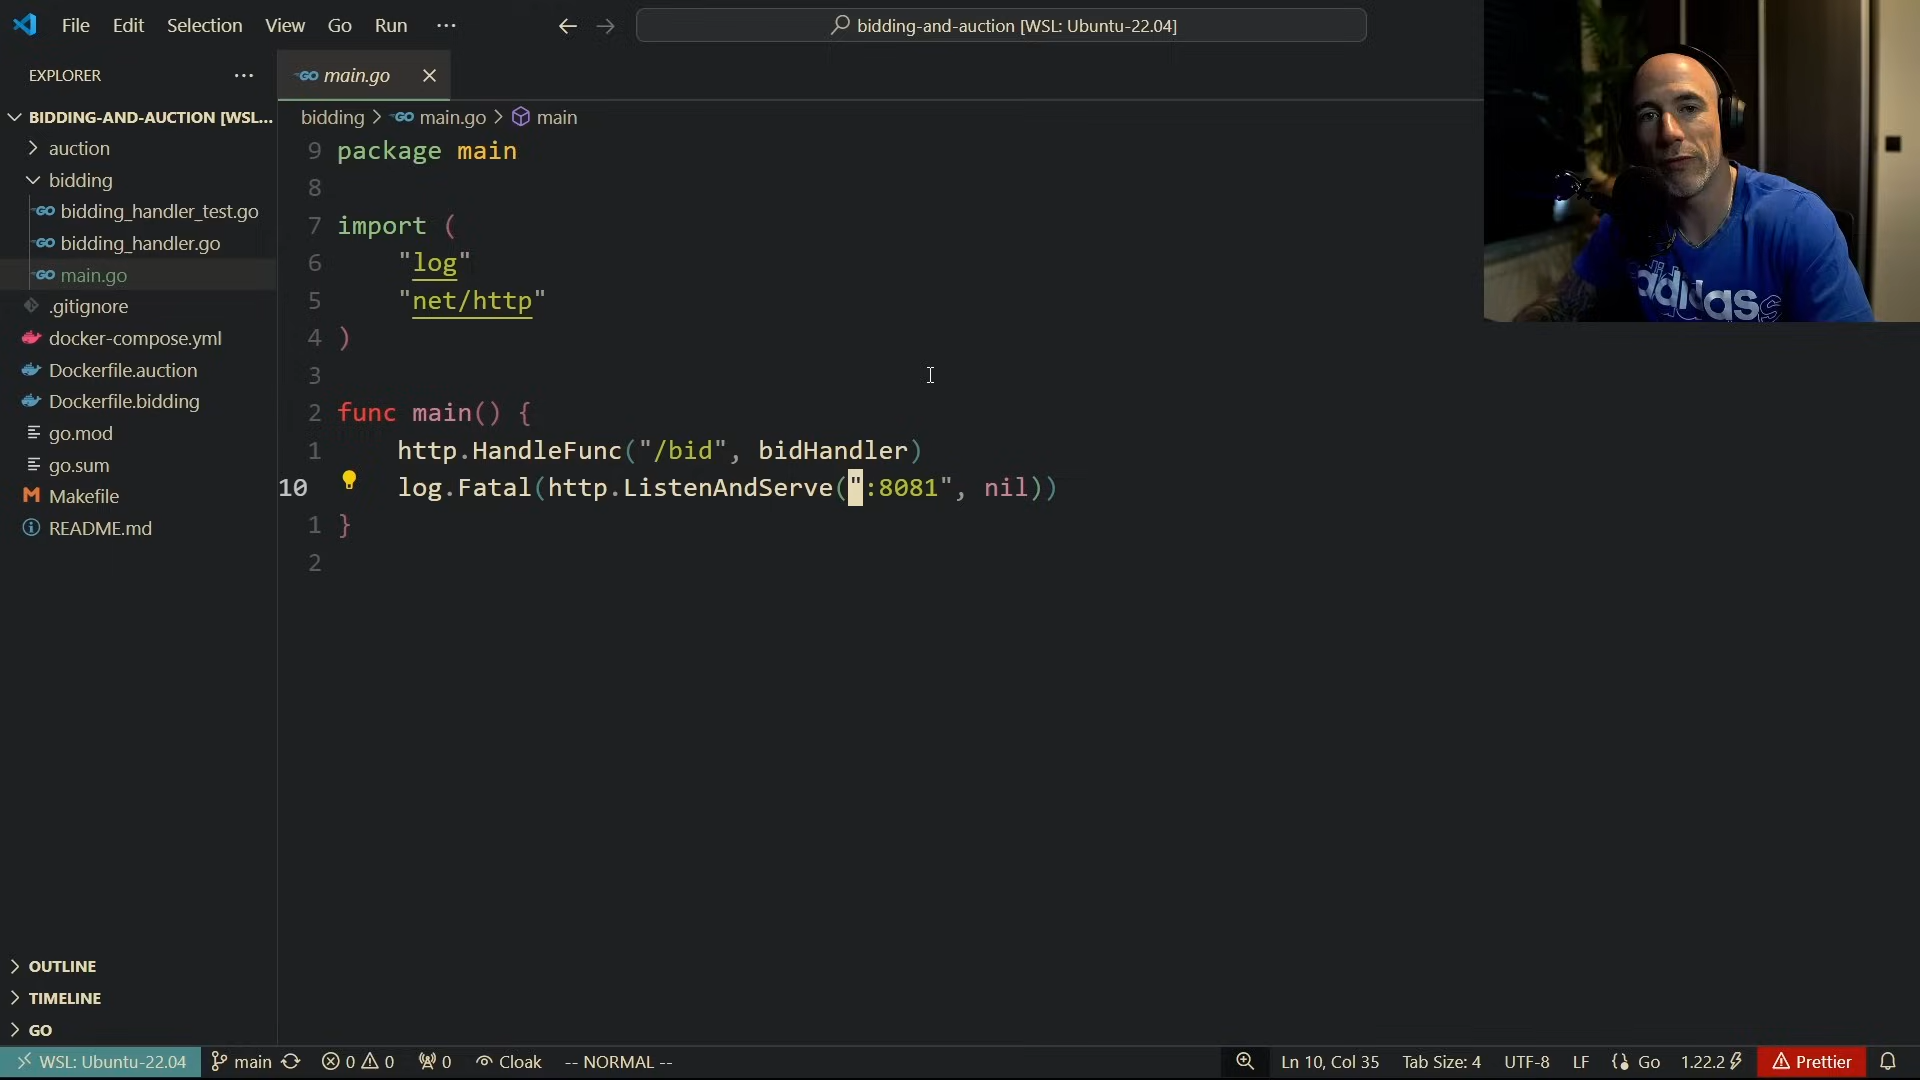 File Edit Selection View Go Run ···
bidding-and-auction [WSL: Ubuntu-22.04]
EXPLORER ···
BIDDING-AND-AUCTION [WSL...
auction
bidding
bidding_handler_test.go
bidding_handler.go
main.go
.gitignore
docker-compose.yml
Dockerfile.auction
Dockerfile.bidding
go.mod
go.sum
Makefile
README.md
OUTLINE
TIMELINE
GO
GO main.go
bidding > GO main.go > main
9 package main
8
7 import (
6 "log"
5 "net/http"
4 )
3
2 func main() {
1 http.HandleFunc("/bid", bidHandler)
10 log.Fatal(http.ListenAndServe(":8081", nil))
1 }
2
adidas
WSL: Ubuntu-22.04 main 0 0 0 Cloak -- NORMAL -- Ln 10, Col 35 Tab Size: 4 UTF-8 LF Go 1.22.2 Prettier